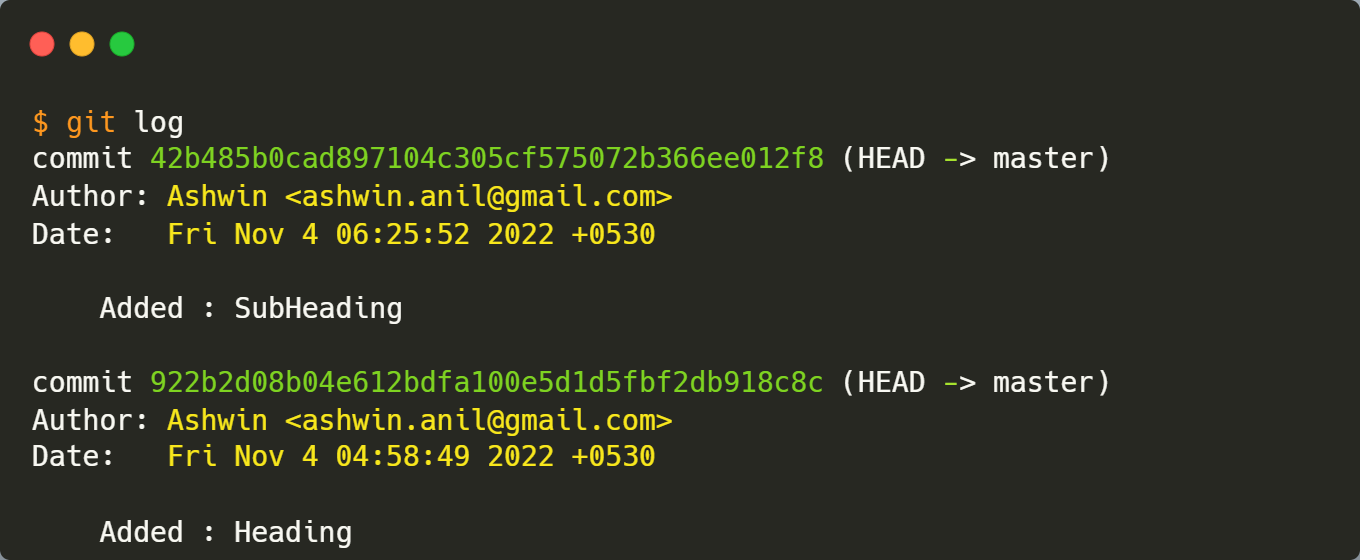 $ git log
commit 42b485b0cad897104c305cf575072b366ee012f8 (HEAD -> master)
Author: Ashwin <ashwin.anil@gmail.com>
Date:   Fri Nov 4 06:25:52 2022 +0530
Added : SubHeading
commit 922b2d08b04e612bdfa100e5d1d5fbf2db918c8c (HEAD -> master)
Author: Ashwin <ashwin.anil@gmail.com>
Date:   Fri Nov 4 04:58:49 2022 +0530
Added : Heading